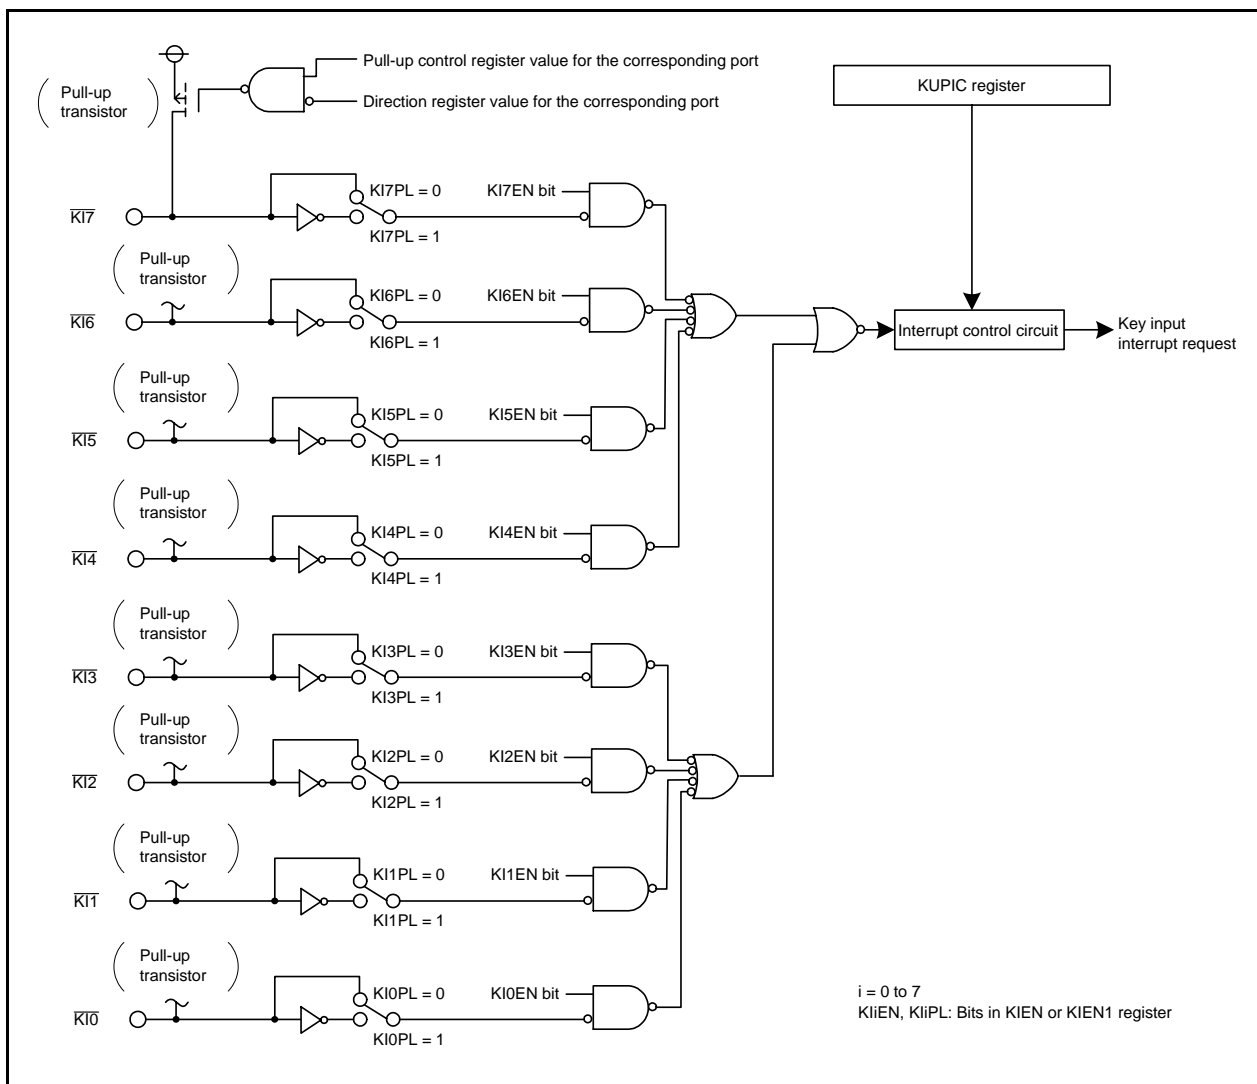 Pull-up control register value for the corresponding port
Pull-up
transistor
Direction register value for the corresponding port
KUPIC register
KI7
KI7PL = 0
KI7PL = 1
KI7EN bit
Pull-up
transistor
KI6
KI6PL = 0
KI6PL = 1
KI6EN bit
Interrupt control circuit
Key input
interrupt request
Pull-up
transistor
KI5
KI5PL = 0
KI5PL = 1
KI5EN bit
Pull-up
transistor
KI4
KI4PL = 0
KI4PL = 1
KI4EN bit
Pull-up
transistor
KI3
KI3PL = 0
KI3PL = 1
KI3EN bit
Pull-up
transistor
KI2
KI2PL = 0
KI2PL = 1
KI2EN bit
Pull-up
transistor
KI1
KI1PL = 0
KI1PL = 1
KI1EN bit
Pull-up
transistor
KI0
KI0PL = 0
KI0PL = 1
KI0EN bit
i = 0 to 7
KIiEN, KIiPL: Bits in KIEN or KIEN1 register